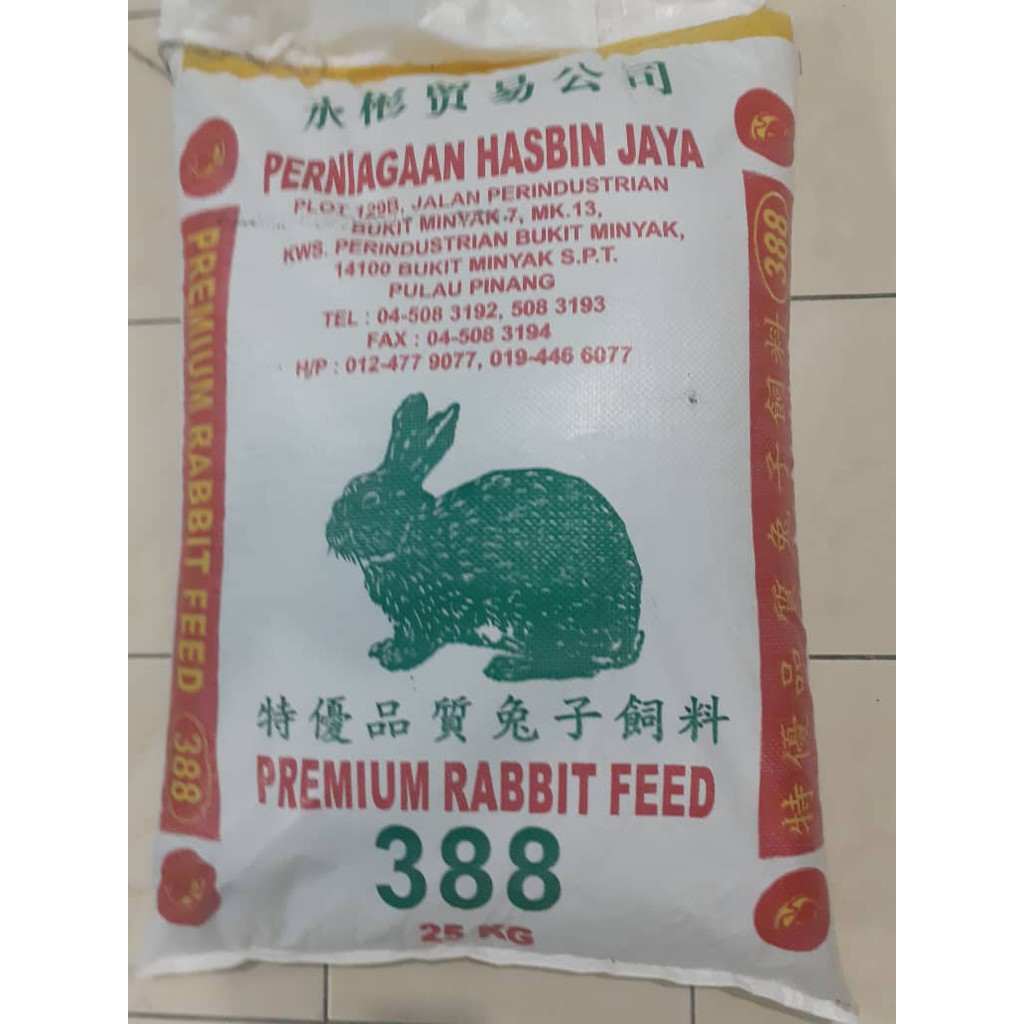 永彬貿易公司
PERNIAGAAN HASBIN JAYA
PLOT 129B, JALAN PERINDUSTRIAN
BUKIT MINYAK 7, MK.13,
KWS. PERINDUSTRIAN BUKIT MINYAK,
14100 BUKIT MINYAK S.P.T.
PULAU PINANG
TEL : 04-508 3192, 508 3193
FAX : 04-508 3194
H/P : 012-477 9077, 019-446 6077
PREMIUM RABBIT FEED 388
特優品質兔子飼料 388
特優品質兔子飼料
PREMIUM RABBIT FEED
388
25 KG